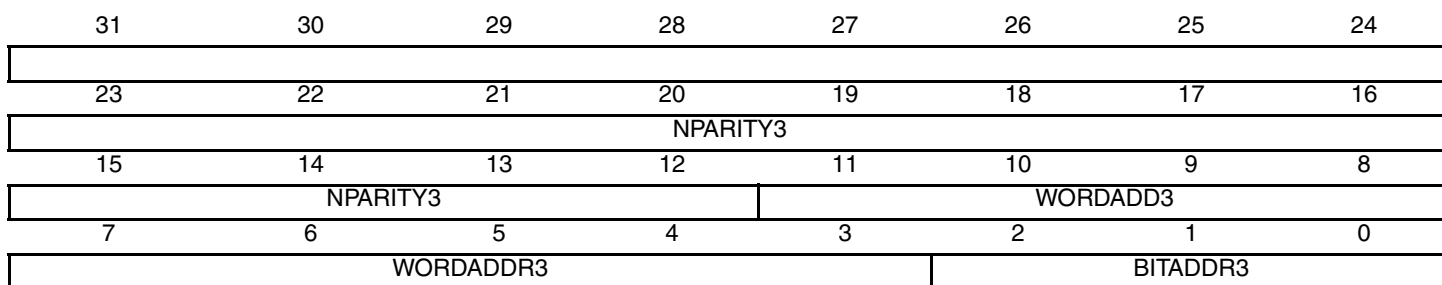 31 30 29 28 27 26 25 24
23 22 21 20 19 18 17 16
NPARITY3
15 14 13 12 11 10 9 8
NPARITY3 WORDADD3
7 6 5 4 3 2 1 0
WORDADDR3 BITADDR3